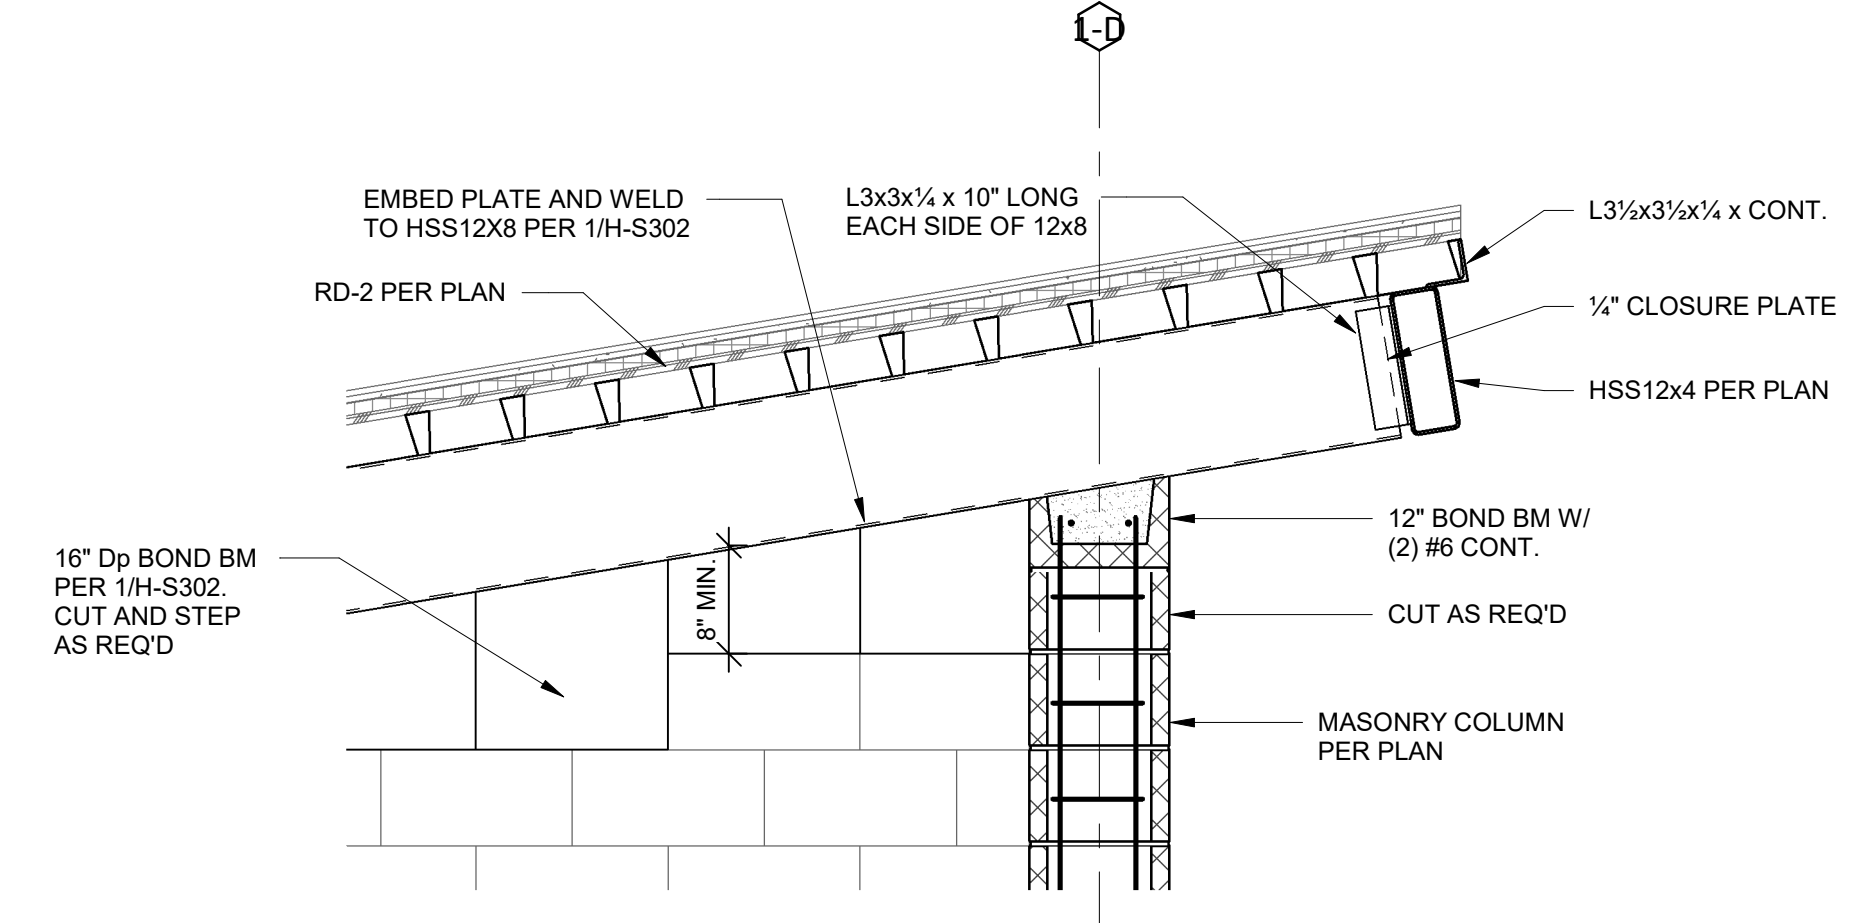 1-D
EMBED PLATE AND WELD
TO HSS12X8 PER 1/H-S302
L3x3x¼ x 10" LONG
EACH SIDE OF 12x8
L3½x3½x¼ x CONT.
RD-2 PER PLAN
¼" CLOSURE PLATE
HSS12x4 PER PLAN
16" Dp BOND BM
PER 1/H-S302.
CUT AND STEP
AS REQ'D
8" MIN.
12" BOND BM W/
(2) #6 CONT.
CUT AS REQ'D
MASONRY COLUMN
PER PLAN